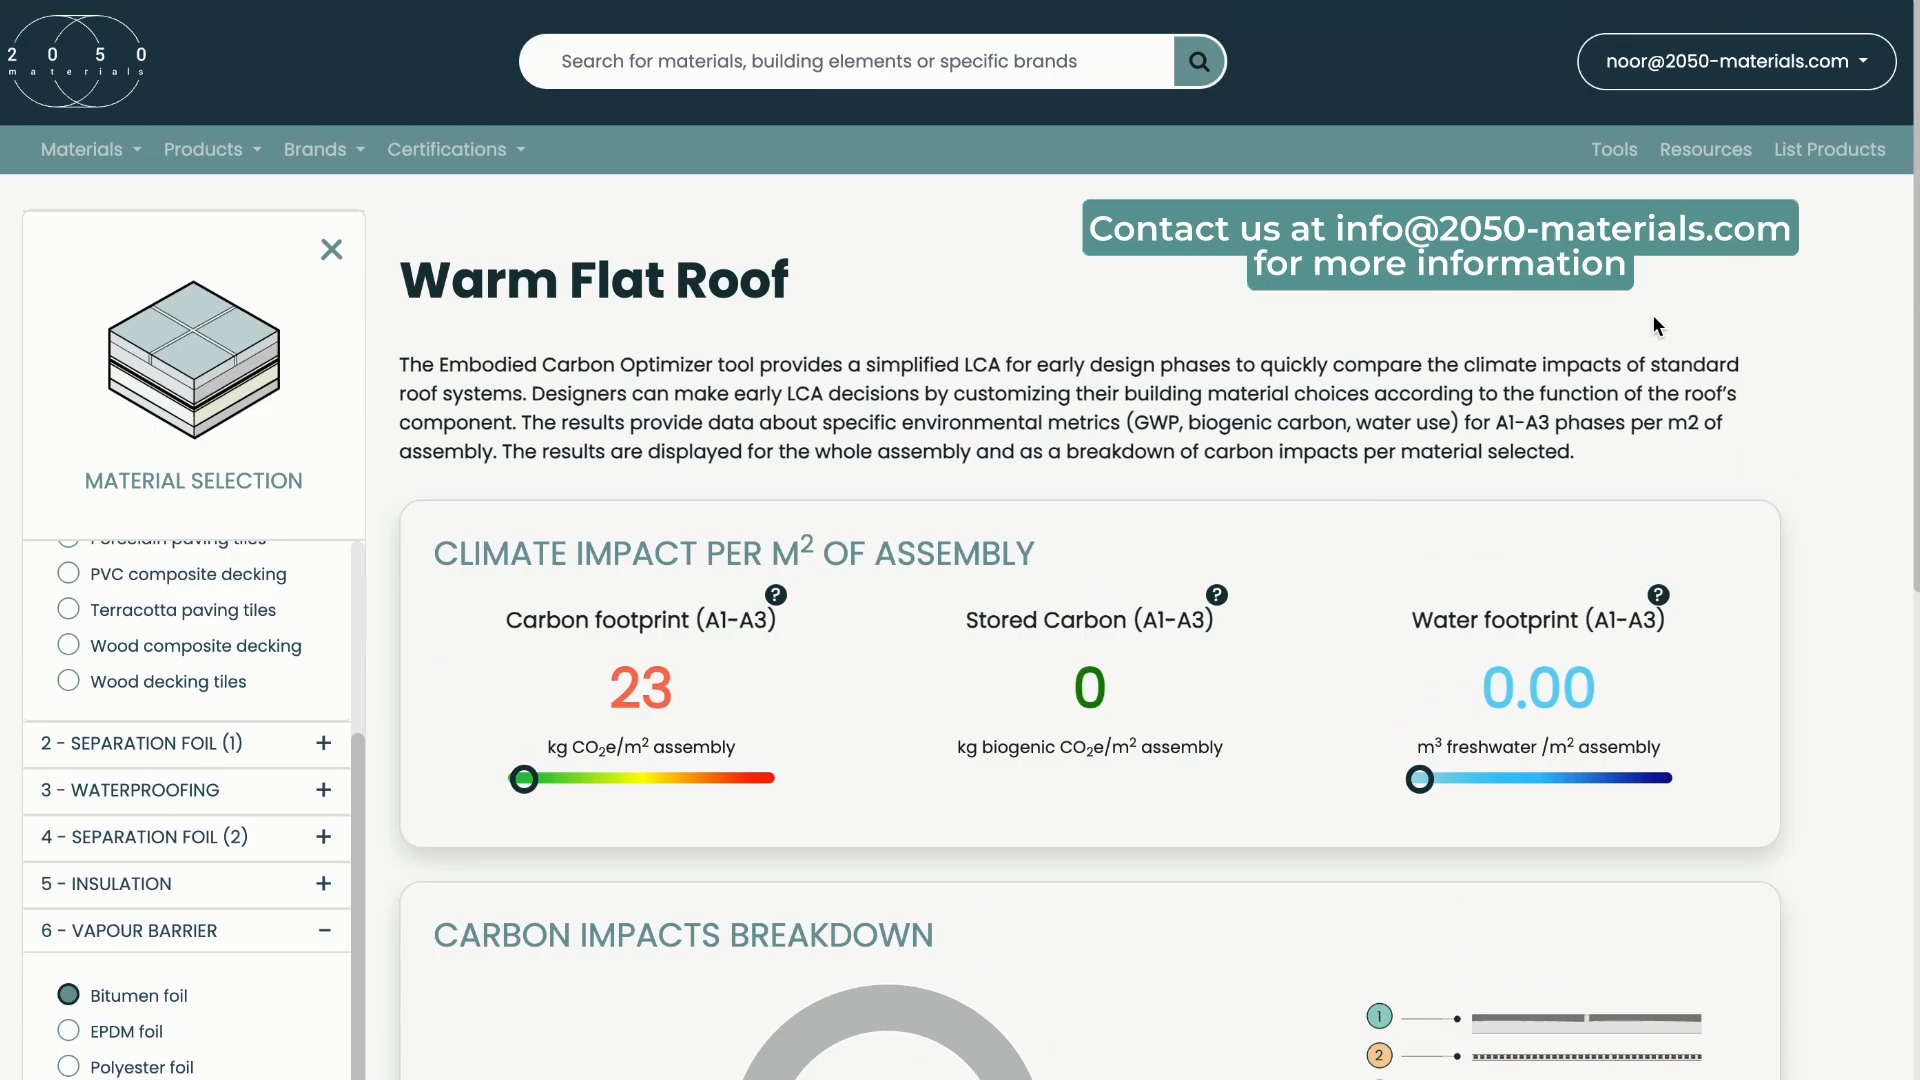 2 0 5 0
materials
Search for materials, building elements or specific brands
noor@2050-materials.com
Materials
Products
Brands
Certifications
Tools
Resources
List Products
Contact us at info@2050-materials.com
for more information
Warm Flat Roof
The Embodied Carbon Optimizer tool provides a simplified LCA for early design phases to quickly compare the climate impacts of standard
roof systems. Designers can make early LCA decisions by customizing their building material choices according to the function of the roof's
component. The results provide data about specific environmental metrics (GWP, biogenic carbon, water use) for A1-A3 phases per m2 of
assembly. The results are displayed for the whole assembly and as a breakdown of carbon impacts per material selected.
MATERIAL SELECTION
Porcelain paving tiles
PVC composite decking
Terracotta paving tiles
Wood composite decking
Wood decking tiles
2 - SEPARATION FOIL (1) +
3 - WATERPROOFING +
4 - SEPARATION FOIL (2) +
5 - INSULATION +
6 - VAPOUR BARRIER −
Bitumen foil
EPDM foil
Polyester foil
CLIMATE IMPACT PER M² OF ASSEMBLY
Carbon footprint (A1-A3) ?
23
kg CO₂e/m² assembly
Stored Carbon (A1-A3) ?
0
kg biogenic CO₂e/m² assembly
Water footprint (A1-A3) ?
0.00
m³ freshwater /m² assembly
CARBON IMPACTS BREAKDOWN
1
2